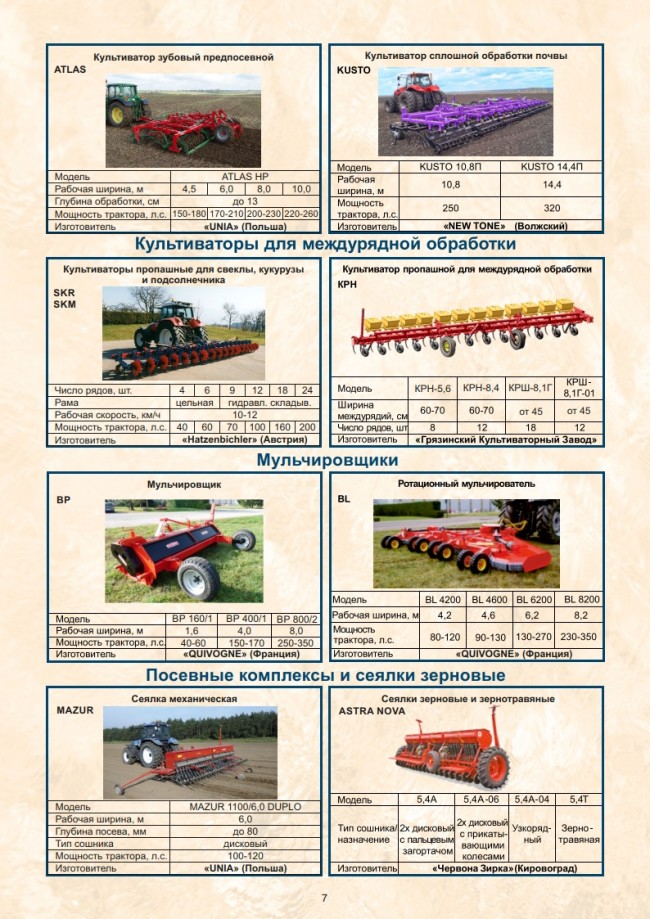 Культиватор зубовый предпосевной
ATLAS
Модель ATLAS HP
Рабочая ширина, м 4,5 6,0 8,0 10,0
Глубина обработки, см до 13
Мощность трактора, л.с. 150-180 170-210 200-230 220-260
Изготовитель «UNIA» (Польша)
Культиватор сплошной обработки почвы
KUSTO
Модель KUSTO 10,8П KUSTO 14,4П
Рабочая
ширина, м 10,8 14,4
Мощность
трактора, л.с. 250 320
Изготовитель «NEW TONE» (Волжский)
Культиваторы для междурядной обработки
Культиваторы пропашные для свеклы, кукурузы
и подсолнечника
SKR
SKM
Число рядов, шт. 4 6 9 12 18 24
Рама цельная гидравл. складыв.
Рабочая скорость, км/ч 10-12
Мощность трактора, л.с. 40 60 70 100 160 200
Изготовитель «Hatzenbichler» (Австрия)
Культиватор пропашной для междурядной обработки
КРН
Модель КРН-5,6 КРН-8,4 КРШ-8,1Г КРШ-
8,1Г-01
Ширина
междурядий, см 60-70 60-70 от 45 от 45
Число рядов, шт 8 12 18 12
Изготовитель «Грязинский Культиваторный Завод»
Мульчировщики
Мульчировщик
BP
Модель BP 160/1 BP 400/1 BP 800/2
Рабочая ширина, м 1,6 4,0 8,0
Мощность трактора, л.с. 40-60 150-170 250-350
Изготовитель «QUIVOGNE» (Франция)
Ротационный мульчирователь
BL
Модель BL 4200 BL 4600 BL 6200 BL 8200
Рабочая ширина, м 4,2 4,6 6,2 8,2
Мощность
трактора, л.с. 80-120 90-130 130-270 230-350
Изготовитель «QUIVOGNE» (Франция)
Посевные комплексы и сеялки зерновые
Сеялка механическая
MAZUR
Модель MAZUR 1100/6,0 DUPLO
Рабочая ширина, м 6,0
Глубина посева, мм до 80
Тип сошника дисковый
Мощность трактора, л.с. 100-120
Изготовитель «UNIA» (Польша)
Сеялки зерновые и зернотравяные
ASTRA NOVA
Модель 5,4А 5,4А-06 5,4А-04 5,4Т
Тип сошника/
назначение
2х дисковый
с пальцевым
загортачом
2х дисковый
с прикаты-
вающими
колесами
Узкоряд-
ный
Зерно-
травяная
Изготовитель «Червона Зирка» (Кировоград)
7